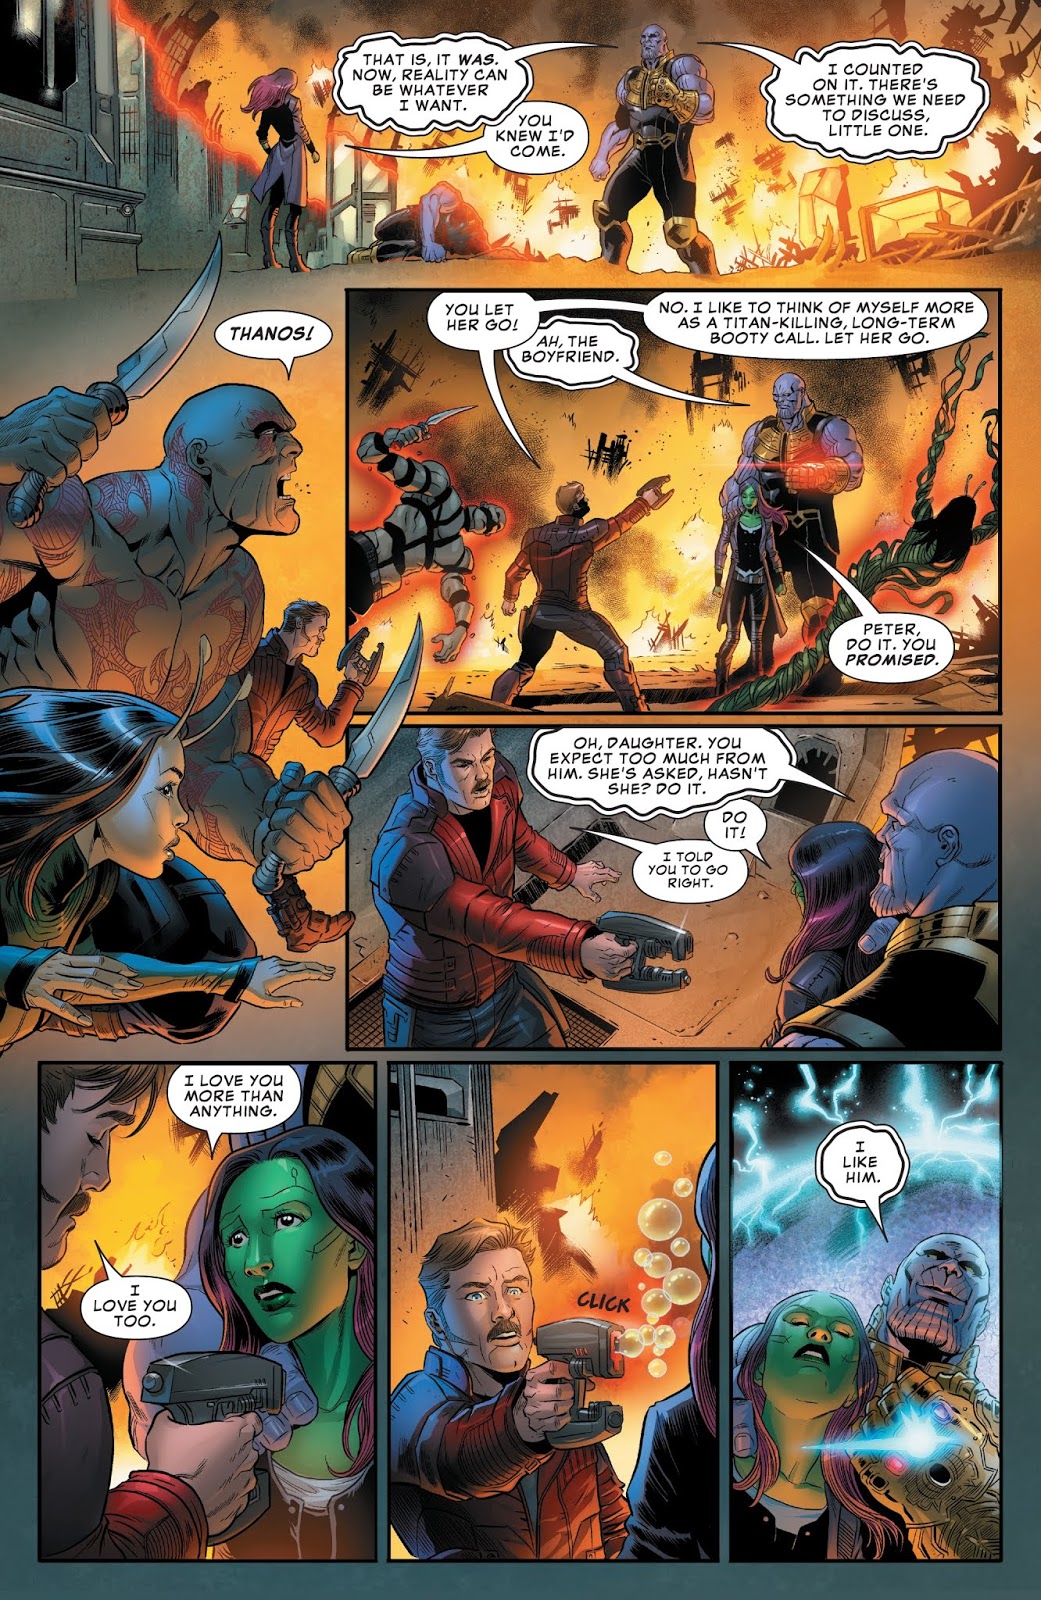 THAT IS, IT WAS.
NOW, REALITY CAN
BE WHATEVER
I WANT.
YOU
KNEW I'D
COME.
I COUNTED
ON IT. THERE'S
SOMETHING WE NEED
TO DISCUSS,
LITTLE ONE.
THANOS!
YOU LET
HER GO!
AH, THE
BOYFRIEND.
NO. I LIKE TO THINK OF MYSELF MORE
AS A TITAN-KILLING, LONG-TERM
BOOTY CALL. LET HER GO.
PETER,
DO IT. YOU
PROMISED.
OH, DAUGHTER. YOU
EXPECT TOO MUCH FROM
HIM. SHE'S ASKED, HASN'T
SHE? DO IT.
DO
IT!
I TOLD
YOU TO GO
RIGHT.
I LOVE YOU
MORE THAN
ANYTHING.
I
LOVE YOU
TOO.
CLICK
I
LIKE
HIM.